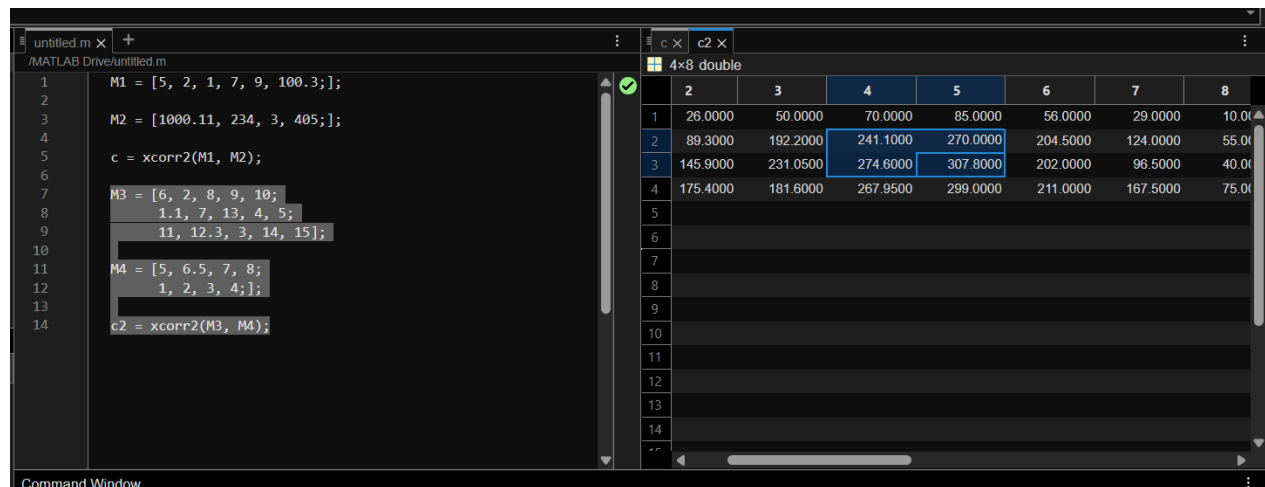 untitled.m × +
/MATLAB Drive/untitled.m
1 M1 = [5, 2, 1, 7, 9, 100.3;];
2
3 M2 = [1000.11, 234, 3, 405;];
4
5 c = xcorr2(M1, M2);
6
7 M3 = [6, 2, 8, 9, 10;
8 1.1, 7, 13, 4, 5;
9 11, 12.3, 3, 14, 15];
10
11 M4 = [5, 6.5, 7, 8;
12 1, 2, 3, 4;];
13
14 c2 = xcorr2(M3, M4);
c × c2 ×
4×8 double
2 3 4 5 6 7 8
1 26.0000 50.0000 70.0000 85.0000 56.0000 29.0000 10.00
2 89.3000 192.2000 241.1000 270.0000 204.5000 124.0000 55.00
3 145.9000 231.0500 274.6000 307.8000 202.0000 96.5000 40.00
4 175.4000 181.6000 267.9500 299.0000 211.0000 167.5000 75.00
5
6
7
8
9
10
11
12
13
14
Command Window